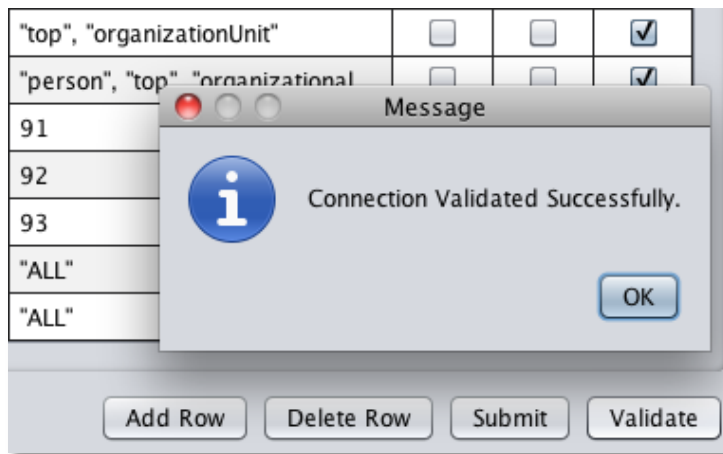 "top", "organizationUnit"
"person", "top" "organizational
Message
91
92
93
"ALL"
"ALL"
Connection Validated Successfully.
OK
Add Row Delete Row Submit Validate